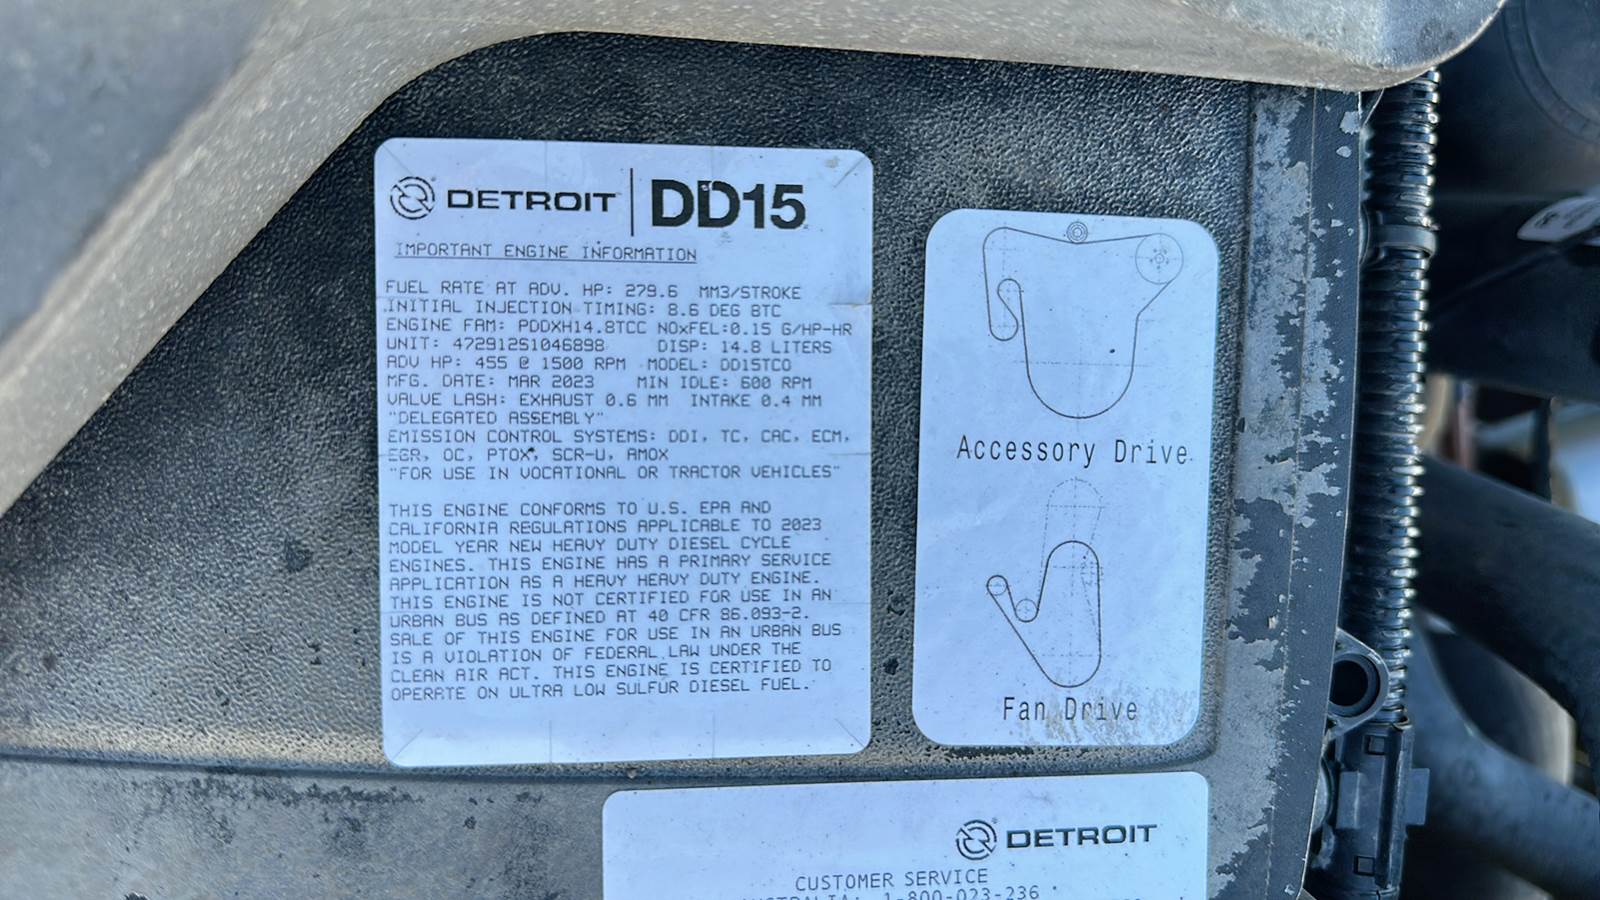 DETROIT | DD15
IMPORTANT ENGINE INFORMATION
FUEL RATE AT ADV. HP: 279.6 MM3/STROKE
INITIAL INJECTION TIMING: 8.6 DEG BTC
ENGINE FAM: PDDXH14.8TCC NOxFEL:0.15 G/HP-HR
UNIT: 472912S1046898 DISP: 14.8 LITERS
ADV HP: 455 @ 1500 RPM MODEL: DD15TCO
MFG. DATE: MAR 2023 MIN IDLE: 600 RPM
VALVE LASH: EXHAUST 0.6 MM INTAKE 0.4 MM
"DELEGATED ASSEMBLY"
EMISSION CONTROL SYSTEMS: DDI, TC, CAC, ECM,
EGR, OC, PTOX, SCR-U, AMOX
"FOR USE IN VOCATIONAL OR TRACTOR VEHICLES"
THIS ENGINE CONFORMS TO U.S. EPA AND
CALIFORNIA REGULATIONS APPLICABLE TO 2023
MODEL YEAR NEW HEAVY DUTY DIESEL CYCLE
ENGINES. THIS ENGINE HAS A PRIMARY SERVICE
APPLICATION AS A HEAVY HEAVY DUTY ENGINE.
THIS ENGINE IS NOT CERTIFIED FOR USE IN AN
URBAN BUS AS DEFINED AT 40 CFR 86.093-2.
SALE OF THIS ENGINE FOR USE IN AN URBAN BUS
IS A VIOLATION OF FEDERAL LAW UNDER THE
CLEAN AIR ACT. THIS ENGINE IS CERTIFIED TO
OPERATE ON ULTRA LOW SULFUR DIESEL FUEL.
Accessory Drive
Fan Drive
DETROIT
CUSTOMER SERVICE
AUSTRALIA: 1-800-023-236